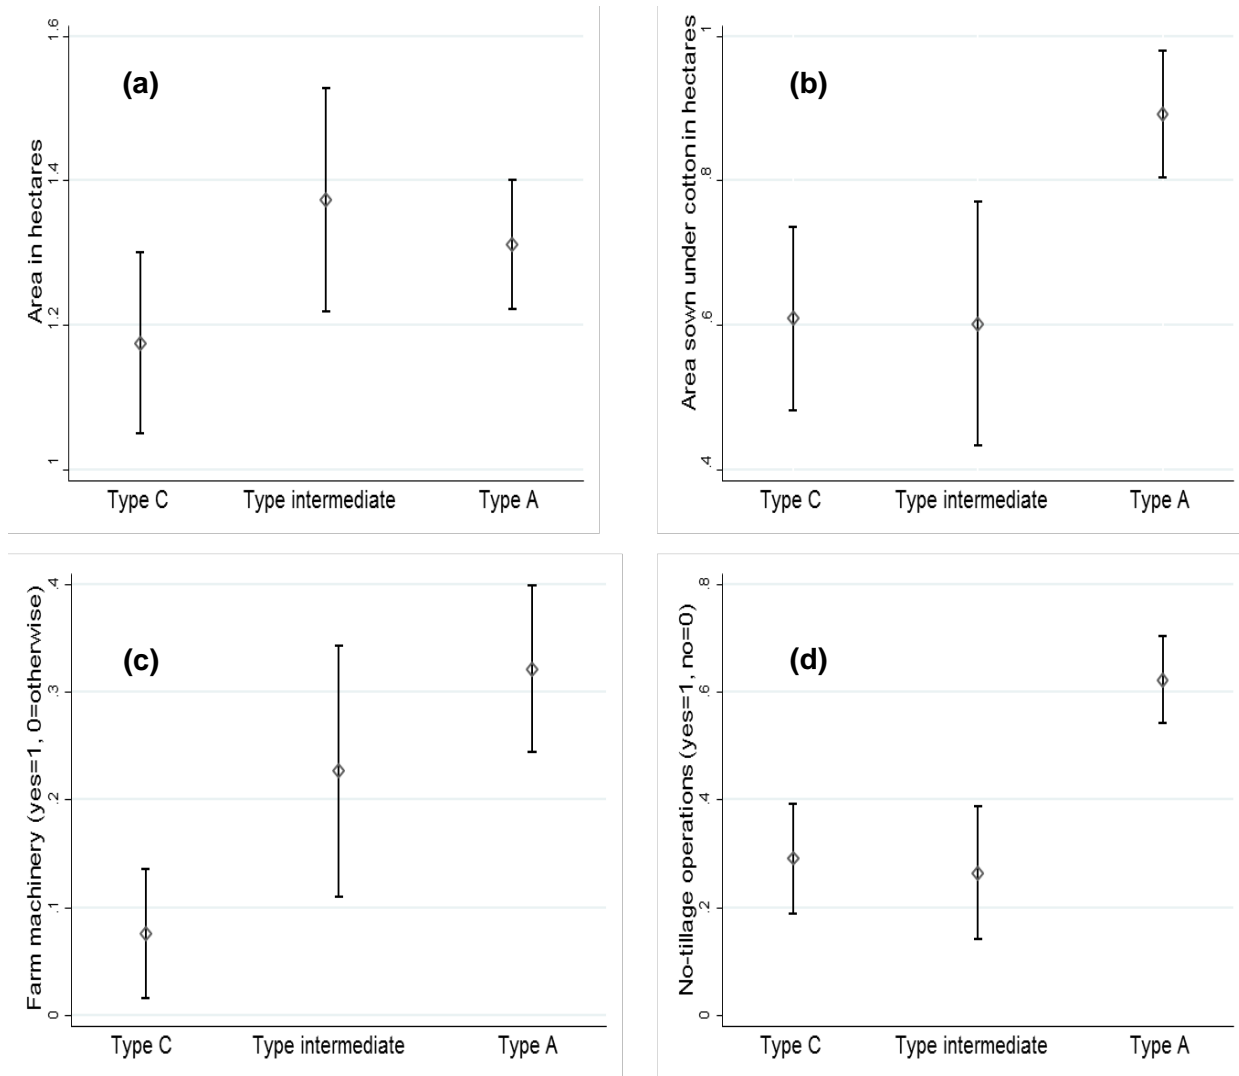 (a)
Area in hectares
1.6
1.4
1.2
1
Type C Type intermediate Type A
(b)
Area sown under cotton in hectares
1
.8
.6
.4
Type C Type intermediate Type A
(c)
Farm machinery (yes=1, 0=otherwise)
.4
.3
.2
.1
0
Type C Type intermediate Type A
(d)
No-tillage operations (yes=1, no=0)
.8
.6
.4
.2
0
Type C Type intermediate Type A